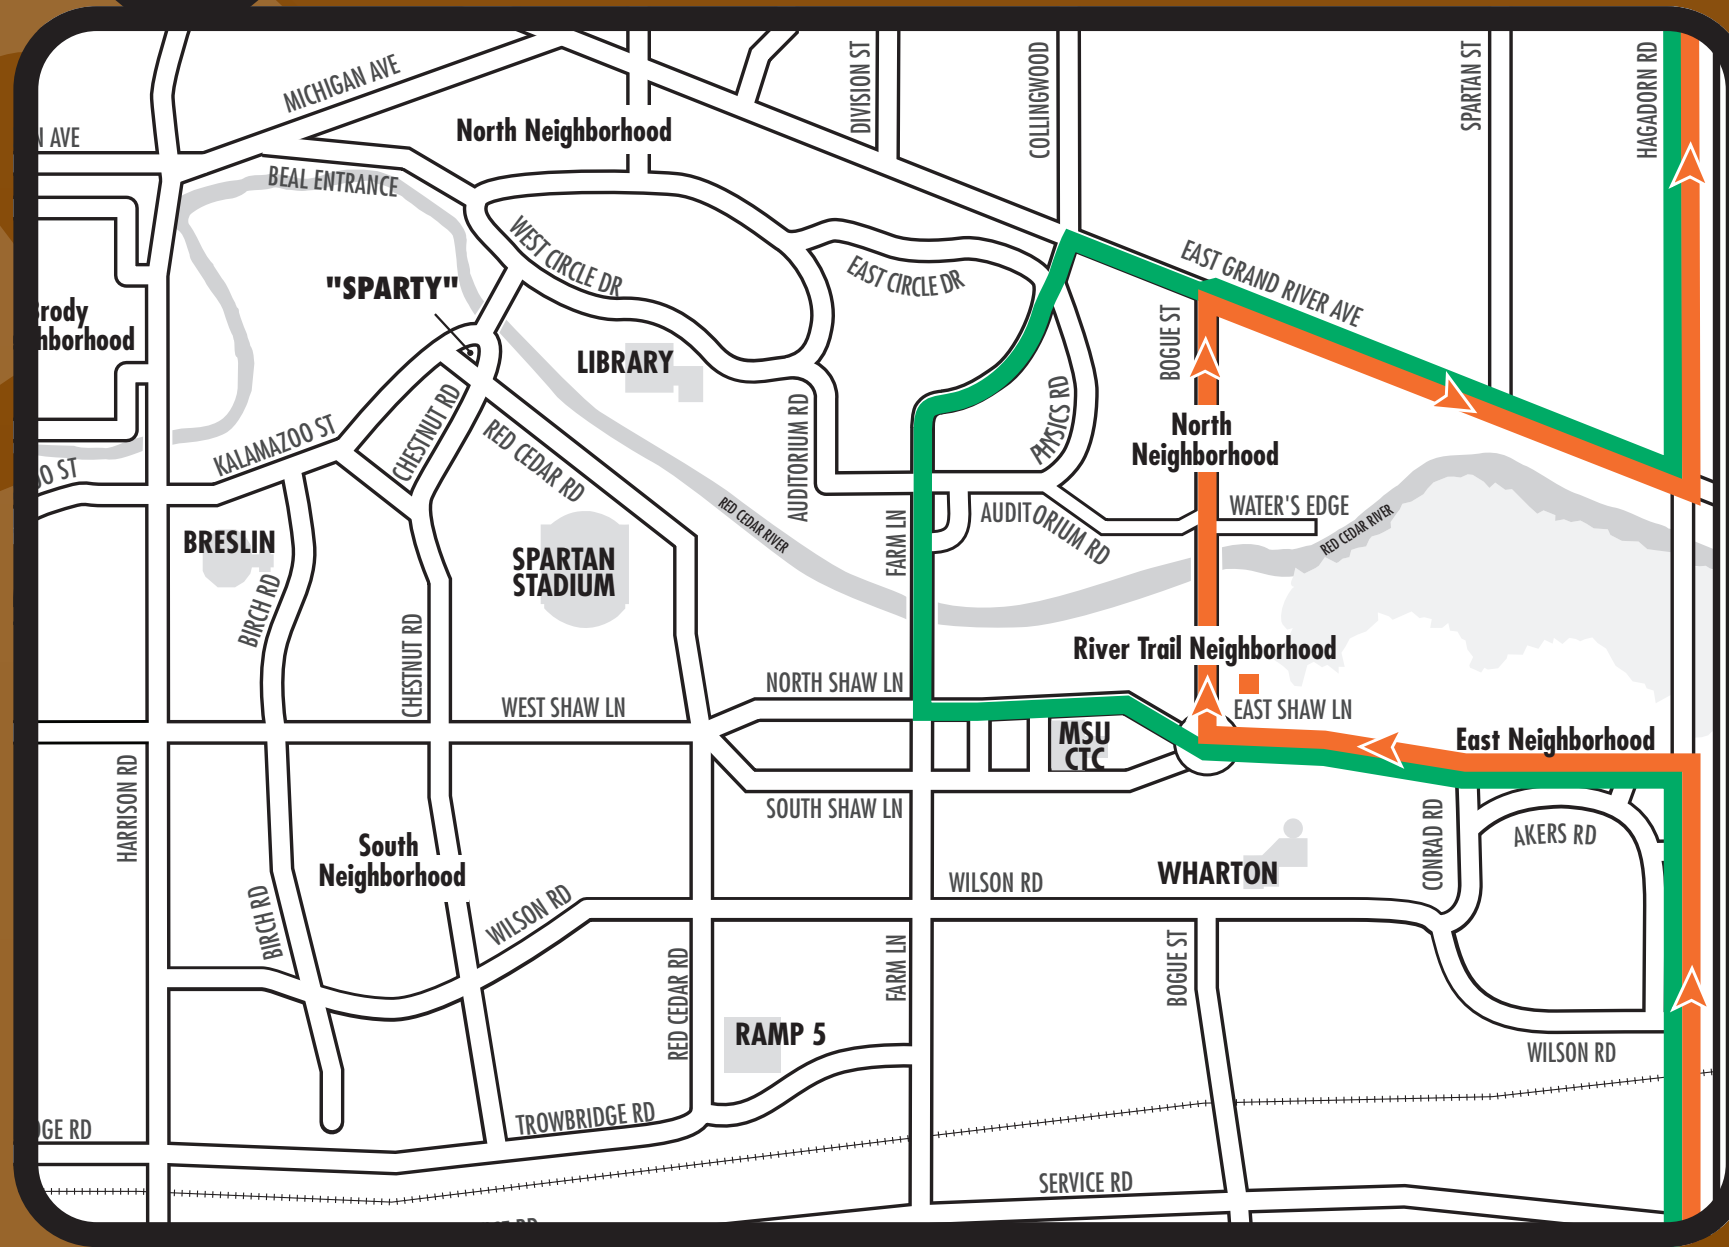 MICHIGAN AVE
DIVISION ST
COLLINGWOOD
SPARTAN ST
HAGADORN RD
N AVE
North Neighborhood
BEAL ENTRANCE
WEST CIRCLE DR
EAST CIRCLE DR
EAST GRAND RIVER AVE
"SPARTY"
Brody
hborhood
LIBRARY
BOGUE ST
CHESTNUT RD
RED CEDAR RD
AUDITORIUM RD
PHYSICS RD
North
Neighborhood
KALAMAZOO ST
OO ST
RED CEDAR RIVER
FARM LN
AUDITORIUM RD
WATER'S EDGE
RED CEDAR RIVER
BRESLIN
SPARTAN
STADIUM
BIRCH RD
CHESTNUT RD
River Trail Neighborhood
NORTH SHAW LN
WEST SHAW LN
EAST SHAW LN
MSU
CTC
East Neighborhood
HARRISON RD
SOUTH SHAW LN
South
Neighborhood
CONRAD RD
AKERS RD
WHARTON
WILSON RD
BIRCH RD
WILSON RD
RED CEDAR RD
FARM LN
BOGUE ST
RAMP 5
WILSON RD
TROWBRIDGE RD
DGE RD
SERVICE RD